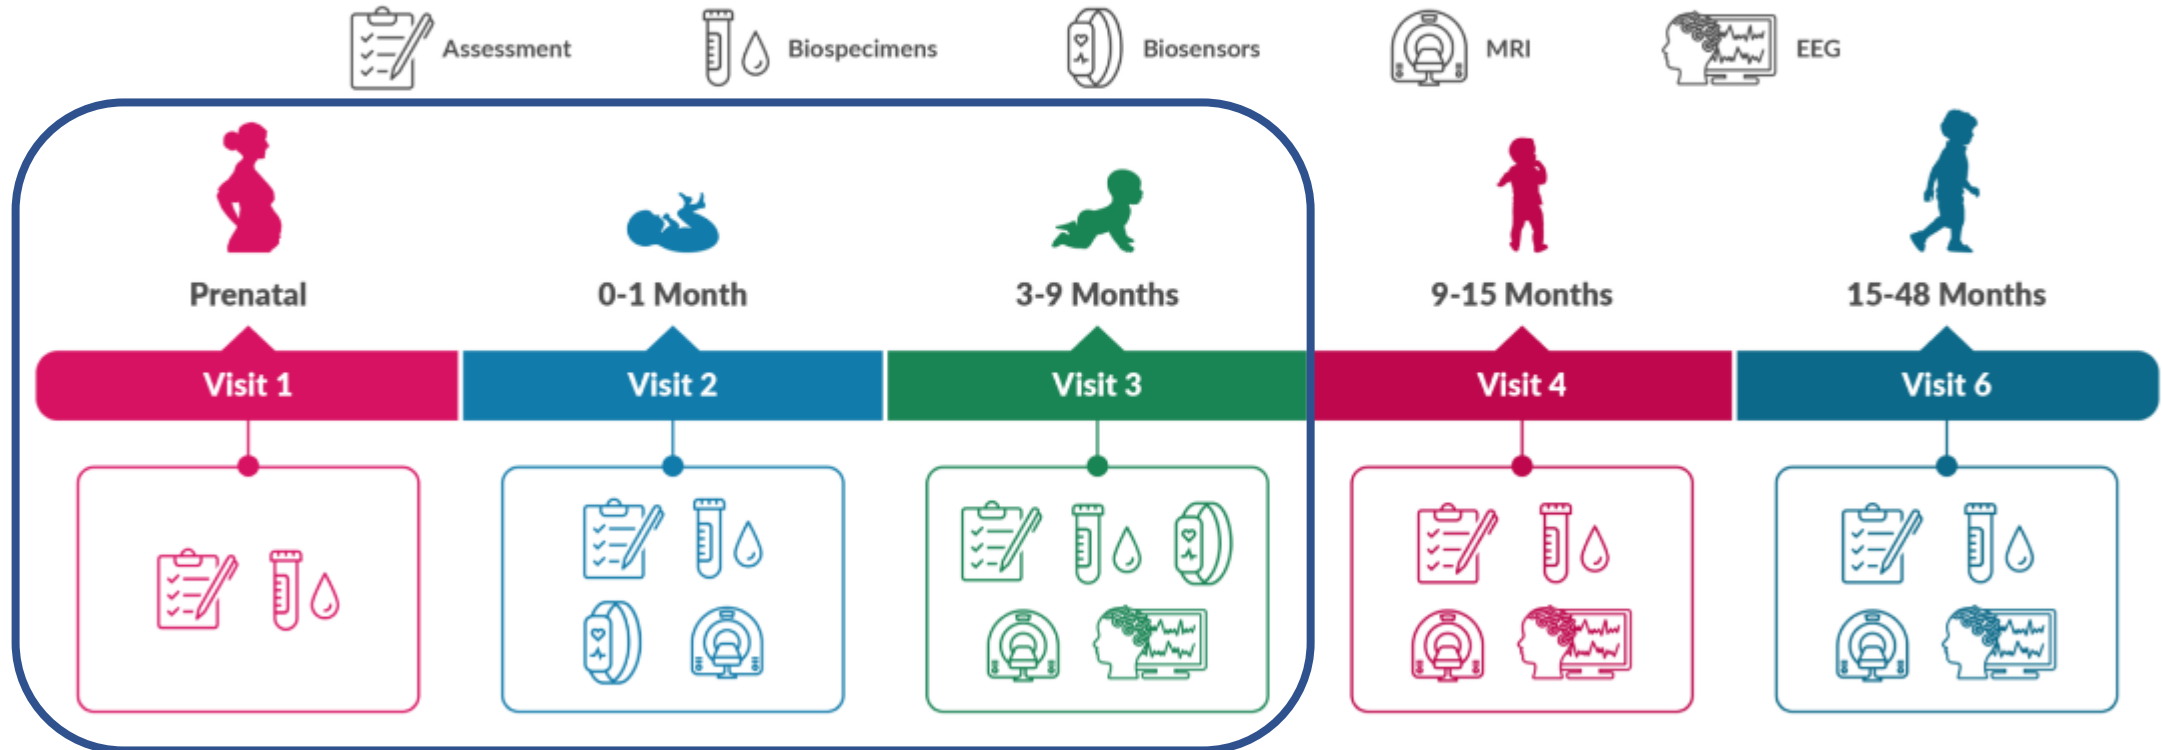 Assessment
Biospecimens
Biosensors
MRI
EEG
Prenatal
0-1 Month
3-9 Months
9-15 Months
15-48 Months
Visit 1
Visit 2
Visit 3
Visit 4
Visit 6